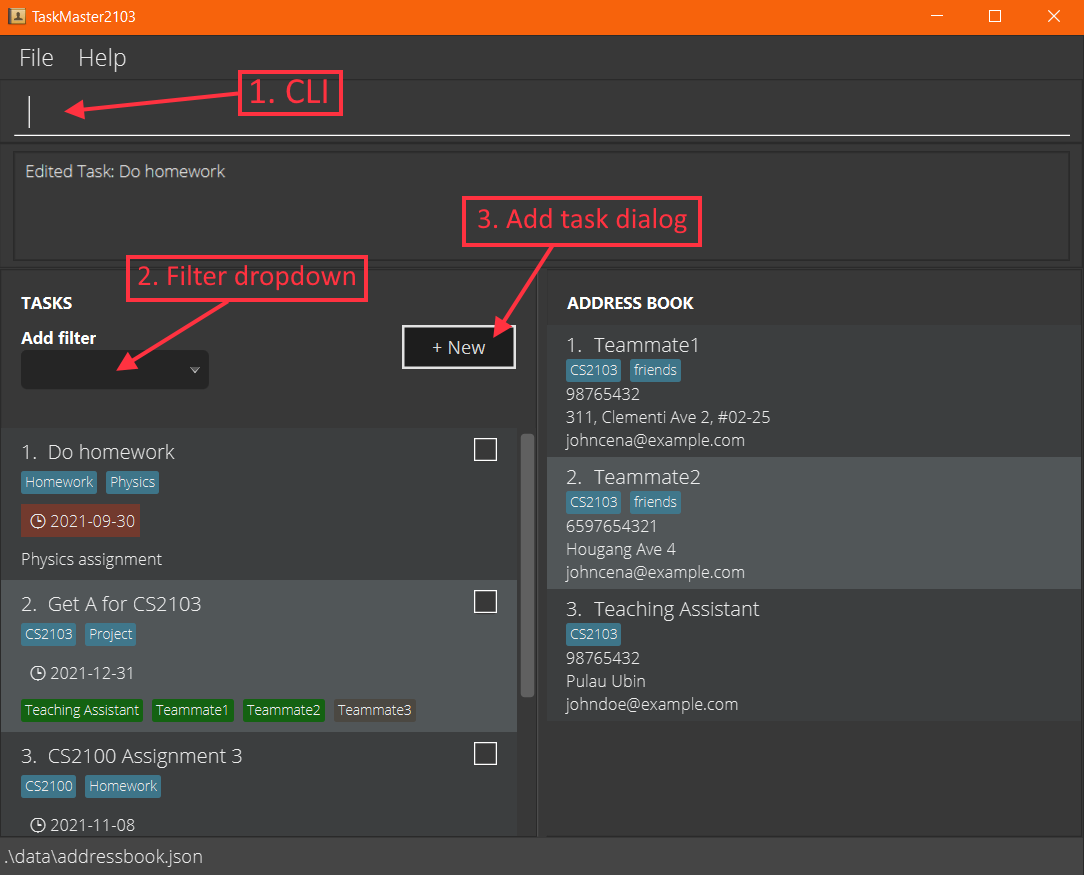 TaskMaster2103
File Help
1. CLI
Edited Task: Do homework
3. Add task dialog
2. Filter dropdown
TASKS
Add filter
+ New
1. Do homework
Homework Physics
2021-09-30
Physics assignment
2. Get A for CS2103
CS2103 Project
2021-12-31
Teaching Assistant Teammate1 Teammate2 Teammate3
3. CS2100 Assignment 3
CS2100 Homework
2021-11-08
ADDRESS BOOK
1. Teammate1
CS2103 friends
98765432
311, Clementi Ave 2, #02-25
johncena@example.com
2. Teammate2
CS2103 friends
6597654321
Hougang Ave 4
johncena@example.com
3. Teaching Assistant
CS2103
98765432
Pulau Ubin
johndoe@example.com
.\data\addressbook.json